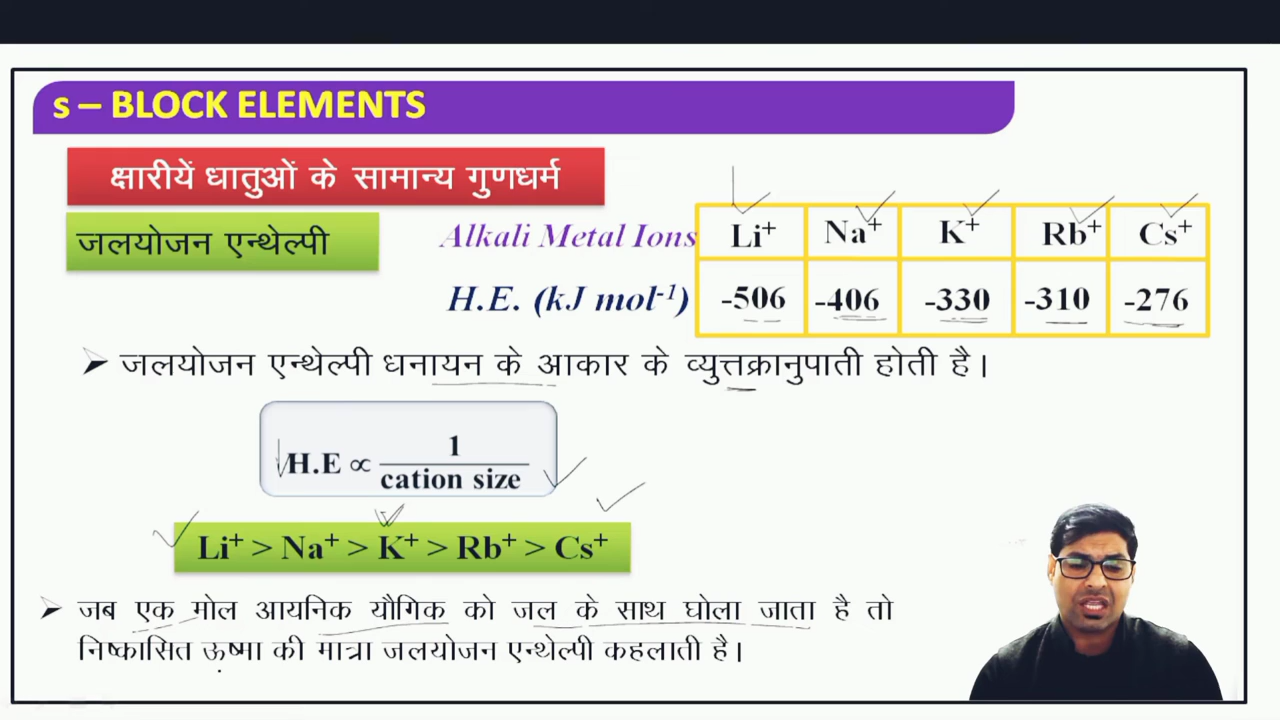 s – BLOCK ELEMENTS
क्षारीयें धातुओं के सामान्य गुणधर्म
जलयोजन एन्थेल्पी
Alkali Metal Ions Li⁺ Na⁺ K⁺ Rb⁺ Cs⁺
H.E. (kJ mol⁻¹) -506 -406 -330 -310 -276
➢ जलयोजन एन्थेल्पी धनायन के आकार के व्युत्तक्रानुपाती होती है।
H.E ∝ 1
cation size
Li⁺ > Na⁺ > K⁺ > Rb⁺ > Cs⁺
➢ जब एक मोल आयनिक यौगिक को जल के साथ घोला जाता है तो
निष्कासित ऊष्मा की मात्रा जलयोजन एन्थेल्पी कहलाती है।